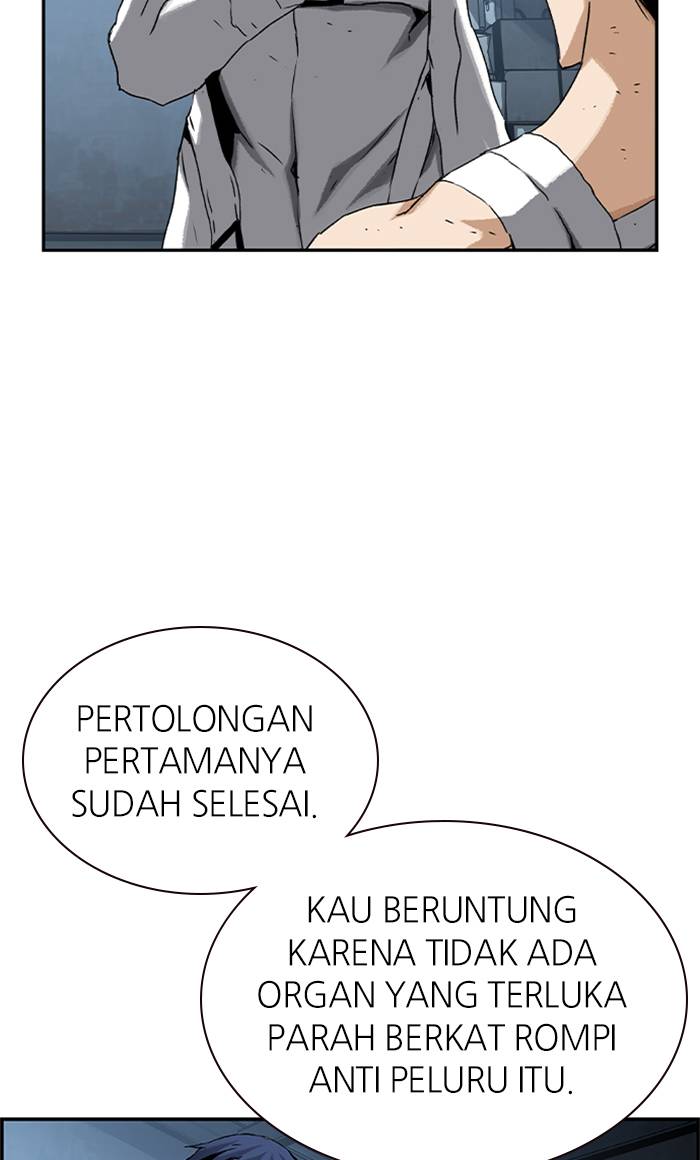 PERTOLONGAN
PERTAMANYA
SUDAH SELESAI.
KAU BERUNTUNG
KARENA TIDAK ADA
ORGAN YANG TERLUKA
PARAH BERKAT ROMPI
ANTI PELURU ITU.